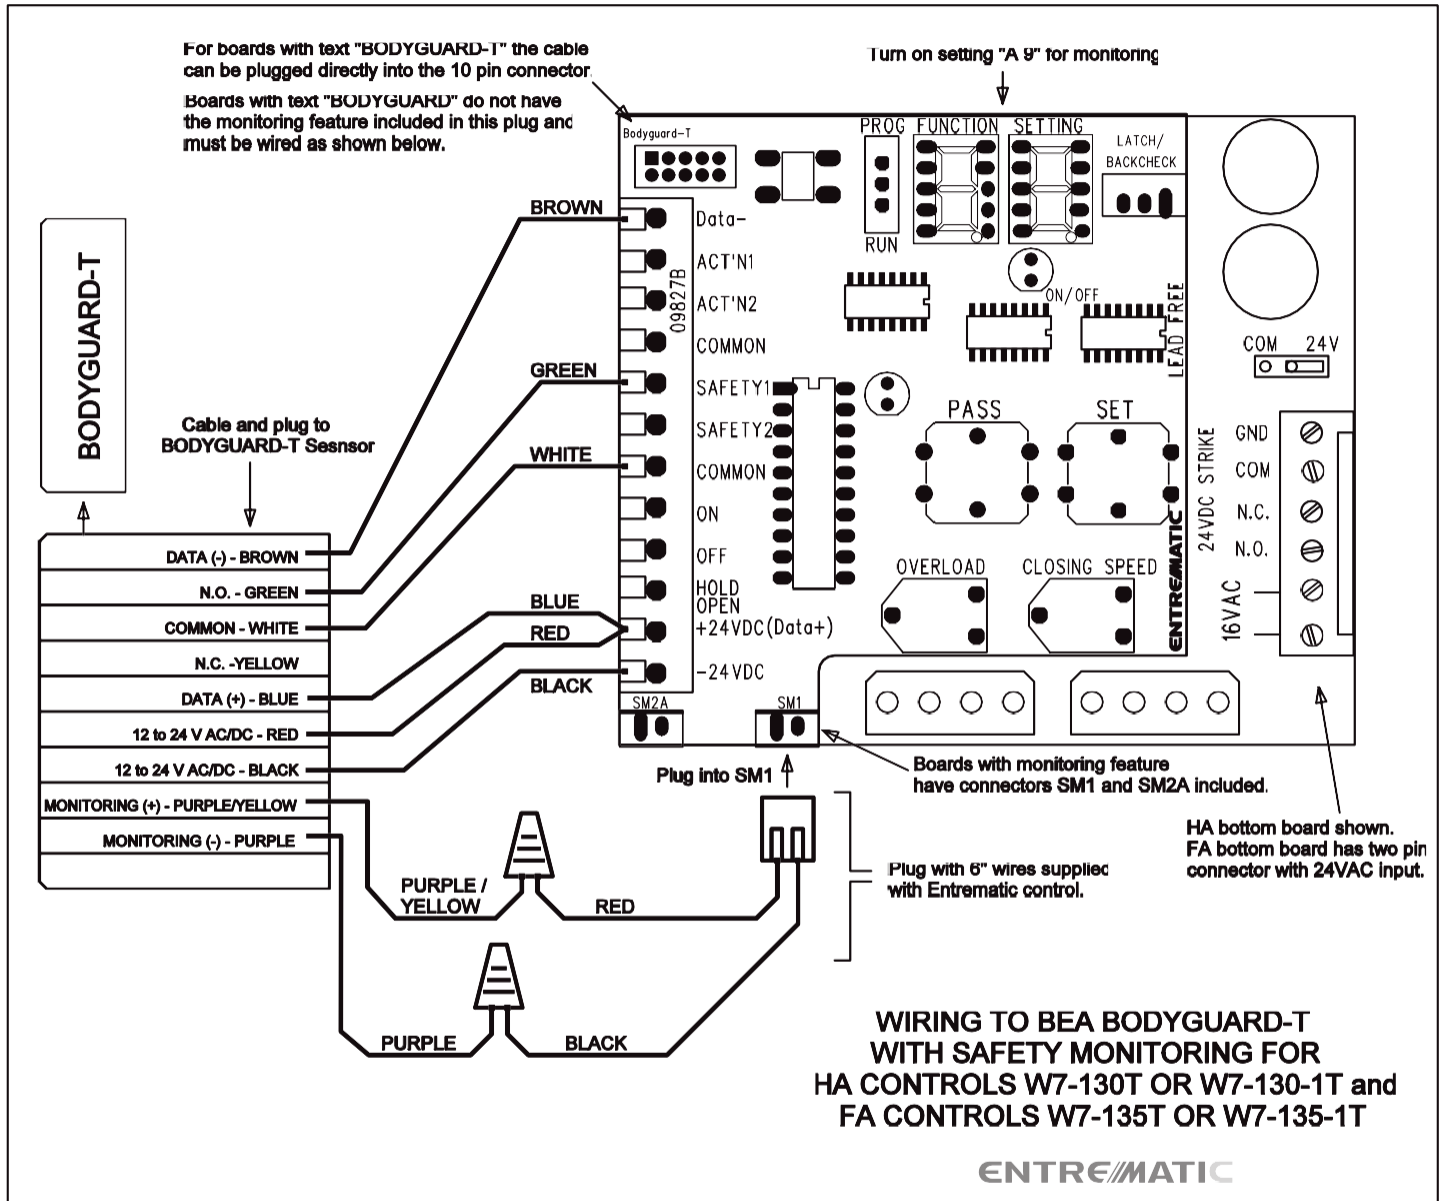 For boards with text "BODYGUARD-T" the cable
can be plugged directly into the 10 pin connector.
Boards with text "BODYGUARD" do not have
the monitoring feature included in this plug and
must be wired as shown below.
Turn on setting "A 9" for monitoring
Bodyguard-T
PROG FUNCTION SETTING
LATCH/
BACKCHECK
RUN
BROWN
Data-
ACT'N1
ACT'N2
COMMON
09827B
ON/OFF
LEAD FREE
COM 24V
GREEN
SAFETY1
SAFETY2
WHITE
COMMON
ON
OFF
HOLD
OPEN
BLUE
+24VDC(Data+)
RED
-24VDC
BLACK
PASS
SET
OVERLOAD
CLOSING SPEED
ENTREMATIC
24VDC STRIKE
GND
COM
N.C.
N.O.
16VAC
BODYGUARD-T
Cable and plug to
BODYGUARD-T Sesnsor
DATA (-) - BROWN
N.O. - GREEN
COMMON - WHITE
N.C. -YELLOW
DATA (+) - BLUE
12 to 24 V AC/DC - RED
12 to 24 V AC/DC - BLACK
MONITORING (+) - PURPLE/YELLOW
MONITORING (-) - PURPLE
SM2A
SM1
Plug into SM1
Boards with monitoring feature
have connectors SM1 and SM2A included.
HA bottom board shown.
FA bottom board has two pin
connector with 24VAC input.
Plug with 6" wires supplied
with Entrematic control.
PURPLE /
YELLOW
RED
PURPLE
BLACK
WIRING TO BEA BODYGUARD-T
WITH SAFETY MONITORING FOR
HA CONTROLS W7-130T OR W7-130-1T and
FA CONTROLS W7-135T OR W7-135-1T
ENTREMATIC